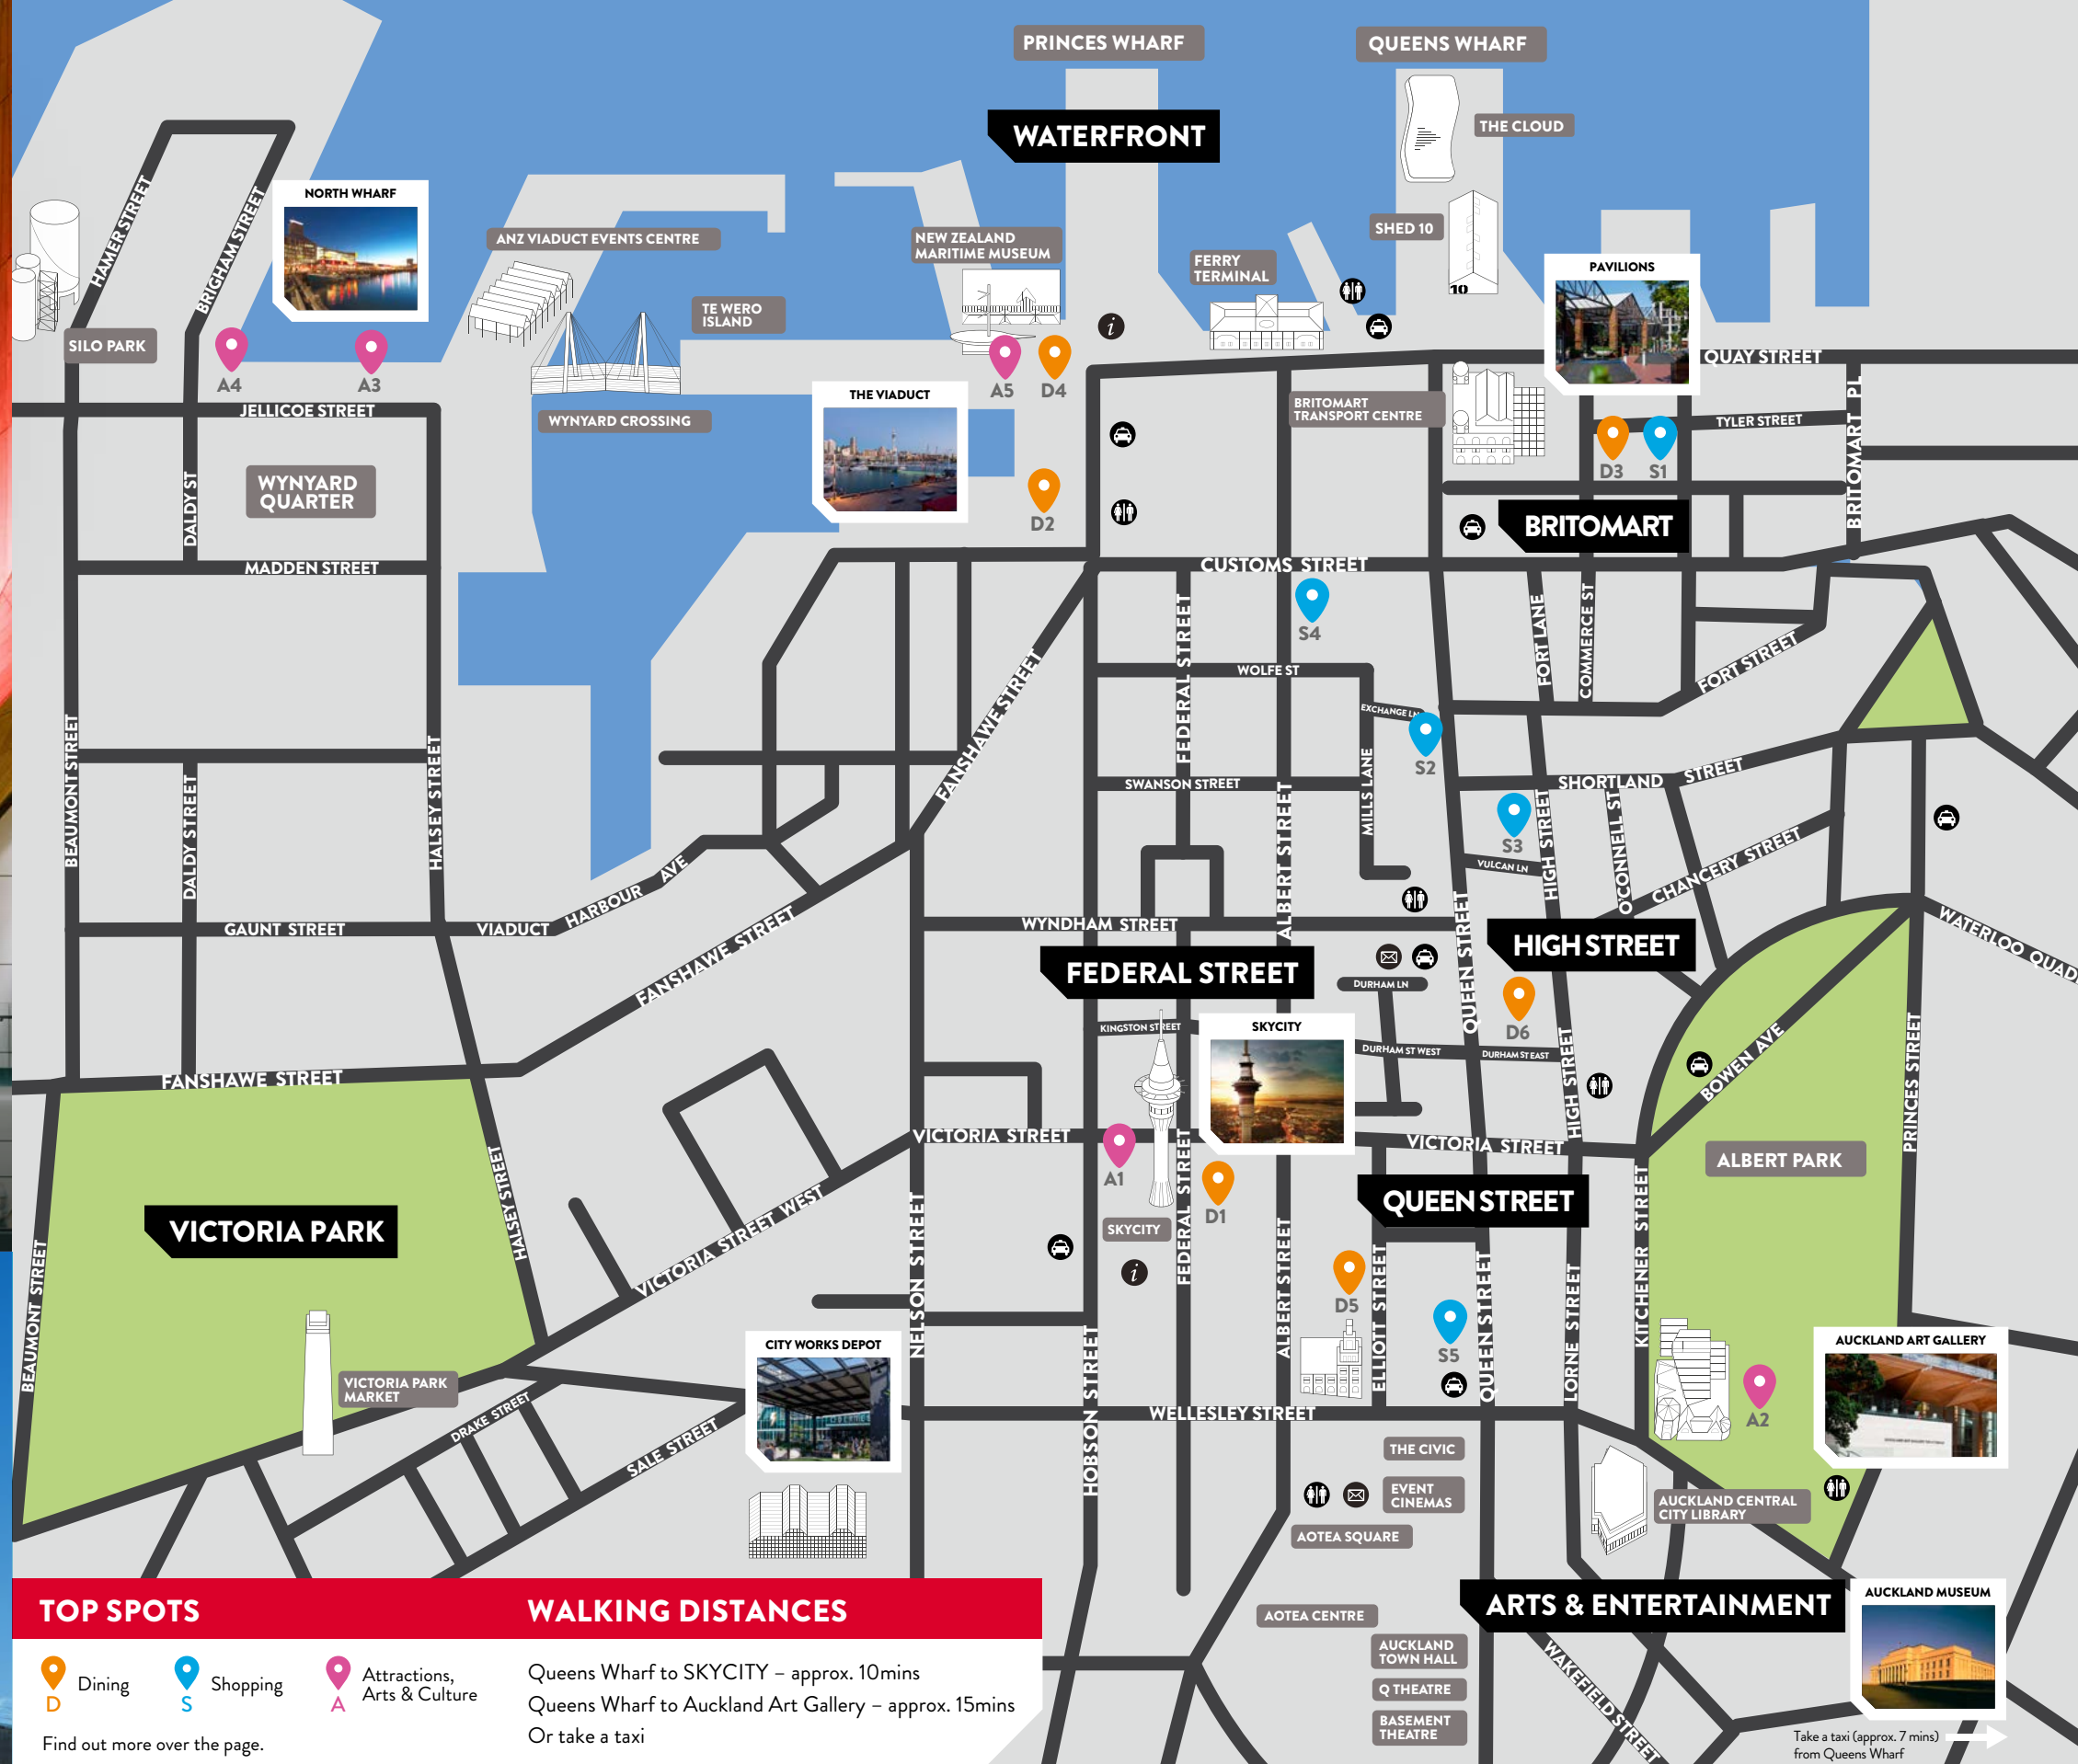 PRINCES WHARF
QUEENS WHARF
WATERFRONT
THE CLOUD
HAMER STREET
BRIGHAM STREET
NORTH WHARF
ANZ VIADUCT EVENTS CENTRE
NEW ZEALAND
MARITIME MUSEUM
SHED 10
10
FERRY
TERMINAL
PAVILIONS
TE WERO
ISLAND
SILO PARK
i
QUAY STREET
A4
A3
A5
D4
THE VIADUCT
JELLICOE STREET
WYNYARD CROSSING
BRITOMART
TRANSPORT CENTRE
TYLER STREET
BRITOMART PL
D3
S1
WYNYARD
QUARTER
DALDY ST
D2
BRITOMART
MADDEN STREET
CUSTOMS STREET
S4
FEDERAL STREET
FORT LANE
COMMERCE ST
FORT STREET
WOLFE ST
FANSHAWE STREET
EXCHANGE LN
S2
BEAUMONT STREET
HALSEY STREET
DALDY STREET
SWANSON STREET
MILLS LANE
ALBERT STREET
SHORTLAND STREET
S3
HIGH STREET
O'CONNELL ST
CHANCERY STREET
VULCAN LN
GAUNT STREET
VIADUCT HARBOUR AVE
FANSHAWE STREET
WYNDHAM STREET
QUEEN STREET
HIGH STREET
WATERLOO QUAD
FEDERAL STREET
DURHAM LN
D6
KINGSTON STREET
SKYCITY
DURHAM ST WEST
DURHAM ST EAST
HIGH STREET
BOWEN AVE
PRINCES STREET
FANSHAWE STREET
VICTORIA STREET
VICTORIA STREET
ALBERT PARK
A1
FEDERAL STREET
D1
QUEEN STREET
VICTORIA PARK
HALSEY STREET
VICTORIA STREET WEST
NELSON STREET
SKYCITY
i
BEAUMONT STREET
ALBERT STREET
D5
ELLIOTT STREET
S5
QUEEN STREET
LORNE STREET
KITCHENER STREET
CITY WORKS DEPOT
AUCKLAND ART GALLERY
A2
VICTORIA PARK
MARKET
DRAKE STREET
SALE STREET
HOBSON STREET
WELLESLEY STREET
THE CIVIC
EVENT
CINEMAS
AOTEA SQUARE
AUCKLAND CENTRAL
CITY LIBRARY
AOTEA CENTRE
ARTS & ENTERTAINMENT
AUCKLAND MUSEUM
AUCKLAND
TOWN HALL
Q THEATRE
BASEMENT
THEATRE
WAKEFIELD STREET
Take a taxi (approx. 7 mins)
from Queens Wharf
TOP SPOTS
D
Dining
S
Shopping
A
Attractions,
Arts & Culture
Find out more over the page.
WALKING DISTANCES
Queens Wharf to SKYCITY – approx. 10mins
Queens Wharf to Auckland Art Gallery – approx. 15mins
Or take a taxi